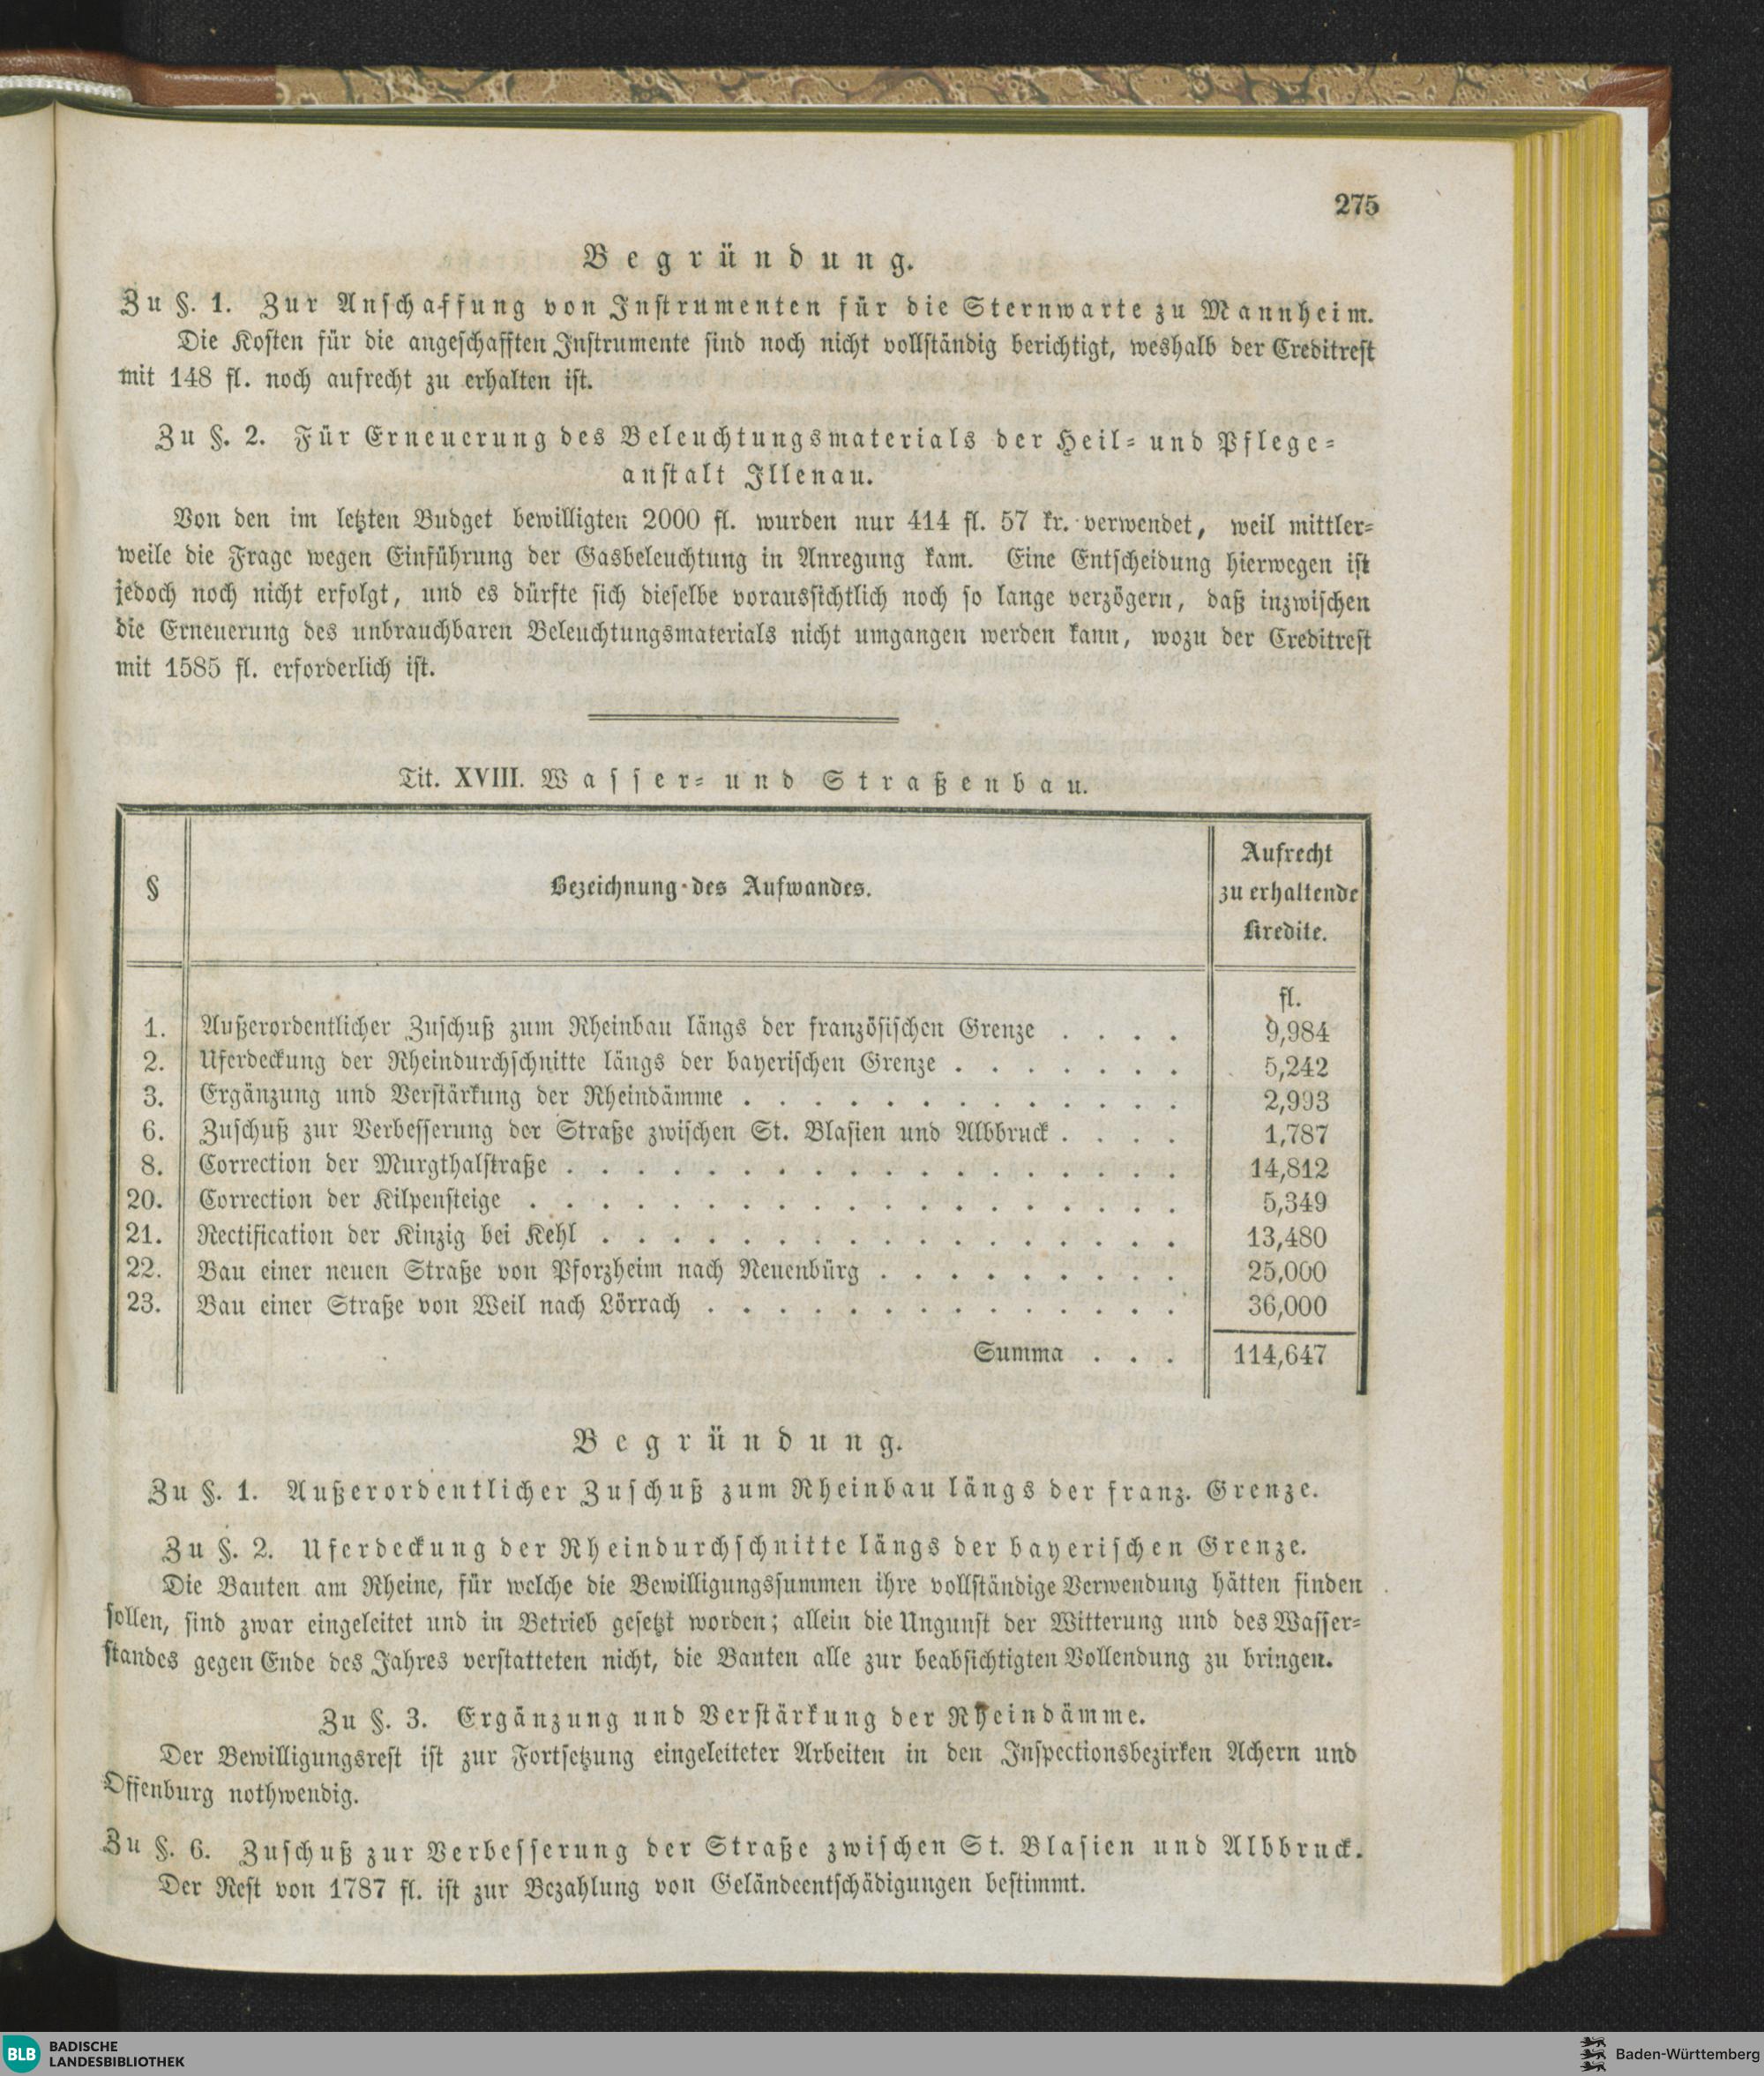 275
Begründung.
Zu §. 1. Zur Anschaffung von Instrumenten für die Sternwarte zu Mannheim.
Die Kosten für die angeschafften Instrumente sind noch nicht vollständig berichtigt, weshalb der Creditrest
mit 148 fl. noch aufrecht zu erhalten ist.
Zu §. 2. Für Erneuerung des Beleuchtungsmaterials der Heil- und Pflege-
anstalt Illenau.
Von den im letzten Budget bewilligten 2000 fl. wurden nur 414 fl. 57 kr. verwendet, weil mittler-
weile die Frage wegen Einführung der Gasbeleuchtung in Anregung kam. Eine Entscheidung hierwegen ist
jedoch noch nicht erfolgt, und es dürfte sich dieselbe voraussichtlich noch so lange verzögern, daß inzwischen
die Erneuerung des unbrauchbaren Beleuchtungsmaterials nicht umgangen werden kann, wozu der Creditrest
mit 1585 fl. erforderlich ist.
Tit. XVIII. Wasser- und Straßenbau.
§ Bezeichnung des Aufwandes. Aufrecht
zu erhaltende
Kredite.
fl.
1. Außerordentlicher Zuschuß zum Rheinbau längs der französischen Grenze . . . . 9,984
2. Uferdeckung der Rheindurchschnitte längs der bayerischen Grenze . . . . . . . 5,242
3. Ergänzung und Verstärkung der Rheindämme . . . . . . . . . . . . . 2,993
6. Zuschuß zur Verbesserung der Straße zwischen St. Blasien und Albbruck . . . . 1,787
8. Correction der Murgthalstraße . . . . . . . . . . . . . . . . . . 14,812
20. Correction der Kilpensteige . . . . . . . . . . . . . . . . . . . 5,349
21. Rectification der Kinzig bei Kehl . . . . . . . . . . . . . . . . . 13,480
22. Bau einer neuen Straße von Pforzheim nach Neuenbürg . . . . . . . . . 25,000
23. Bau einer Straße von Weil nach Lörrach . . . . . . . . . . . . . . 36,000
Summa . . . 114,647
Begründung.
Zu §. 1. Außerordentlicher Zuschuß zum Rheinbau längs der franz. Grenze.
Zu §. 2. Uferdeckung der Rheindurchschnitte längs der bayerischen Grenze.
Die Bauten am Rheine, für welche die Bewilligungssummen ihre vollständige Verwendung hätten finden
sollen, sind zwar eingeleitet und in Betrieb gesetzt worden; allein die Ungunst der Witterung und des Wasser-
standes gegen Ende des Jahres verstatteten nicht, die Bauten alle zur beabsichtigten Vollendung zu bringen.
Zu §. 3. Ergänzung und Verstärkung der Rheindämme.
Der Bewilligungsrest ist zur Fortsetzung eingeleiteter Arbeiten in den Inspectionsbezirken Achern und
Offenburg nothwendig.
Zu §. 6. Zuschuß zur Verbesserung der Straße zwischen St. Blasien und Albbruck.
Der Rest von 1787 fl. ist zur Bezahlung von Geländeentschädigungen bestimmt.
BLB BADISCHE
LANDESBIBLIOTHEK
Baden-Württemberg